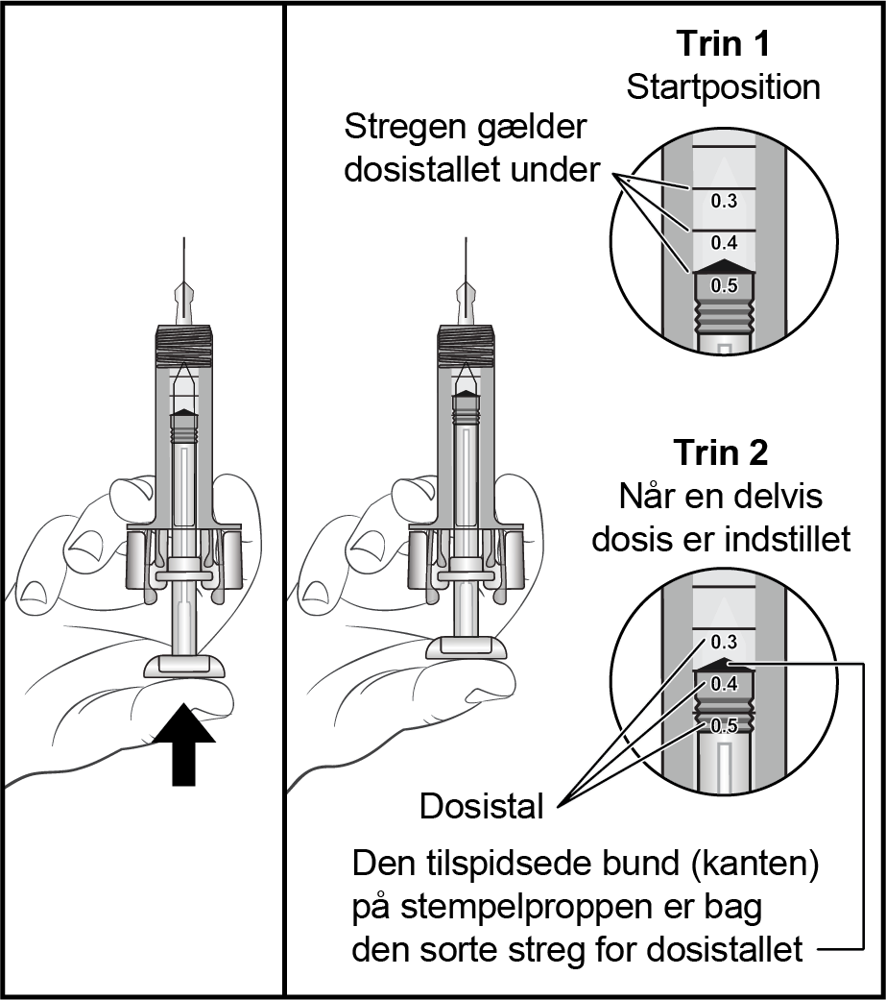 Trin 1
Startposition
Stregen gælder
dosistallet under
0.3
0.4
0.5
Trin 2
Når en delvis
dosis er indstillet
0.3
0.4
0.5
Dosistal
Den tilspidsede bund (kanten)
på stempelproppen er bag
den sorte streg for dosistallet